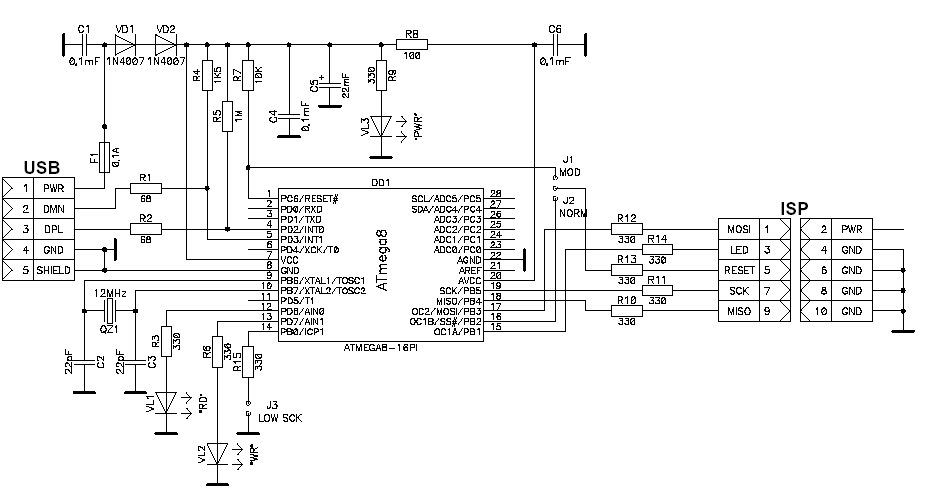 C1
VD1
VD2
0.1mF
1N4007
1N4007
R4
1K5
R7
10K
R5
1M
C4
0.1mF
C5
+
22mF
330
R9
VL3
"PWR"
R8
100
C6
0.1mF
F1
0.1A
USB
1 PWR
2 DMN
3 DPL
4 GND
5 SHIELD
R1
68
R2
68
DD1
1 PC6/RESET#
2 PD0/RXD
3 PD1/TXD
4 PD2/INT0
5 PD3/INT1
6 PD4/XCK/T0
7 VCC
8 GND
9 PB6/XTAL1/TOSC1
10 PB7/XTAL2/TOSC2
11 PD5/T1
12 PD6/AIN0
13 PD7/AIN1
14 PB0/ICP1
ATmega8
SCL/ADC5/PC5 28
SDA/ADC4/PC4 27
ADC3/PC3 26
ADC2/PC2 25
ADC1/PC1 24
ADC0/PC0 23
AGND 22
AREF 21
AVCC 20
SCK/PB5 19
MISO/PB4 18
OC2/MOSI/PB3 17
OC1B/SS#/PB2 16
OC1A/PB1 15
ATMEGA8-16PI
J1
MOD
J2
NORM
R12
330
R14
330
R13
330
R11
330
R10
330
ISP
MOSI 1
LED 3
RESET 5
SCK 7
MISO 9
2 PWR
4 GND
6 GND
8 GND
10 GND
12MHz
QZ1
22pF
C2
22pF
C3
R3
330
R6
330
R15
330
VL1
"RD"
J3
LOW SCK
VL2
"WR"